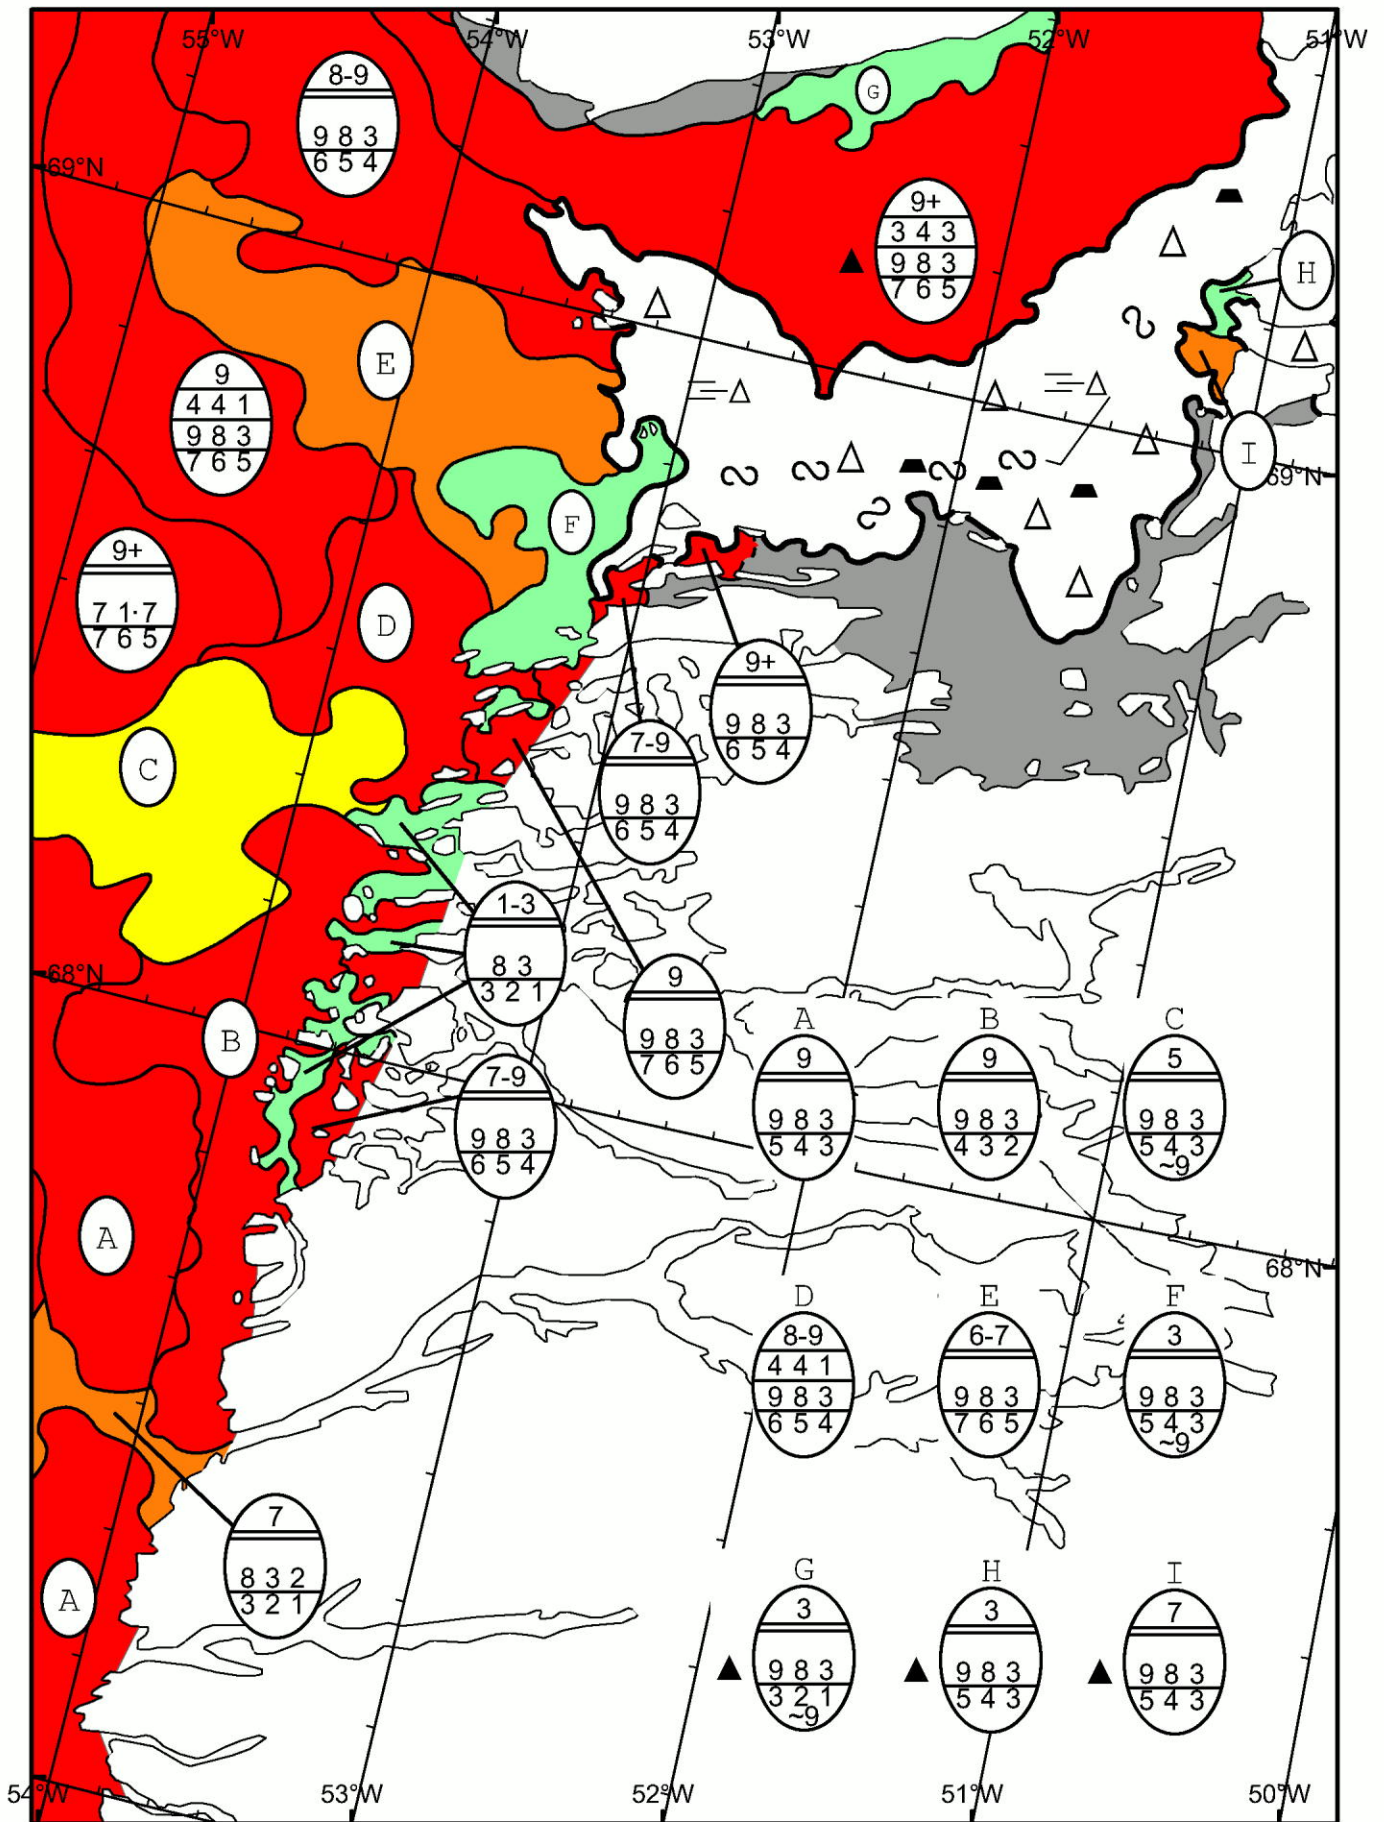 55°W 54°W 53°W 52°W 51°W
8-9
9 8 3
6 5 4
G
69°N
9+
3 4 3
9 8 3
7 6 5
H
E
9
4 4 1
9 8 3
7 6 5
I
69°N
F
9+
7 1· 7
7 6 5
D
9+
9 8 3
6 5 4
7-9
9 8 3
6 5 4
C
1-3
8 3
3 2 1
68°N
9
9 8 3
7 6 5
B
7-9
9 8 3
6 5 4
A
9
9 8 3
5 4 3
B
9
9 8 3
4 3 2
C
5
9 8 3
5 4 3
~9
A
68°N
D
8-9
4 4 1
9 8 3
6 5 4
E
6-7
9 8 3
7 6 5
F
3
9 8 3
5 4 3
~9
7
8 3 2
3 2 1
A
G
3
9 8 3
3 2 1
~9
H
3
9 8 3
5 4 3
I
7
9 8 3
5 4 3
54°W 53°W 52°W 51°W 50°W